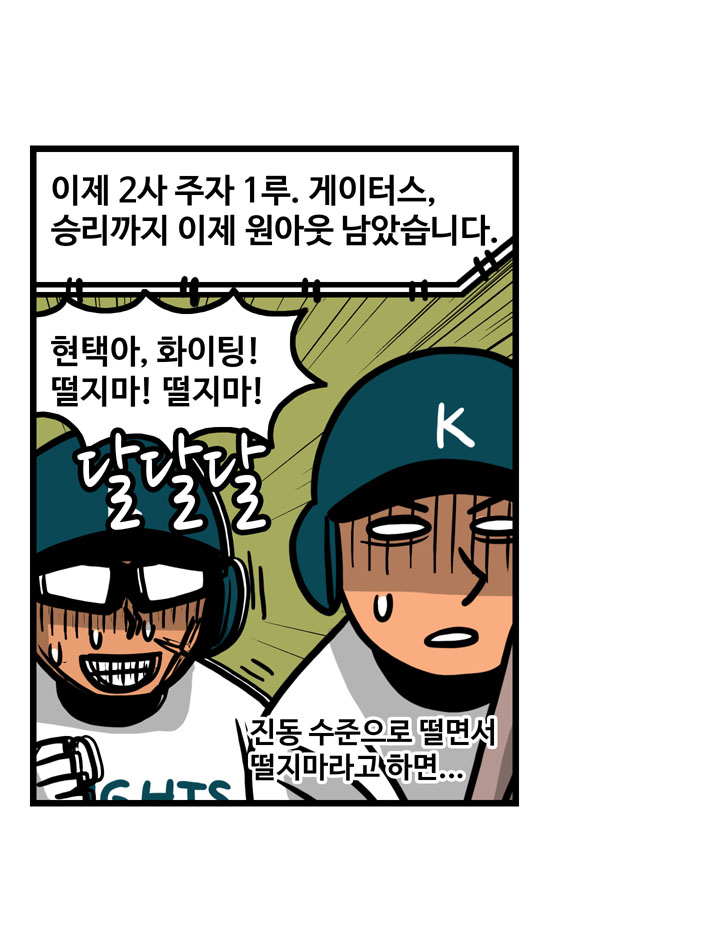 이제 2사 주자 1루. 게이터스,
승리까지 이제 원아웃 남았습니다.
현택아, 화이팅!
떨지마! 떨지마!
달달달
K
진동 수준으로 떨면서
떨지마라고 하면...
GHTS